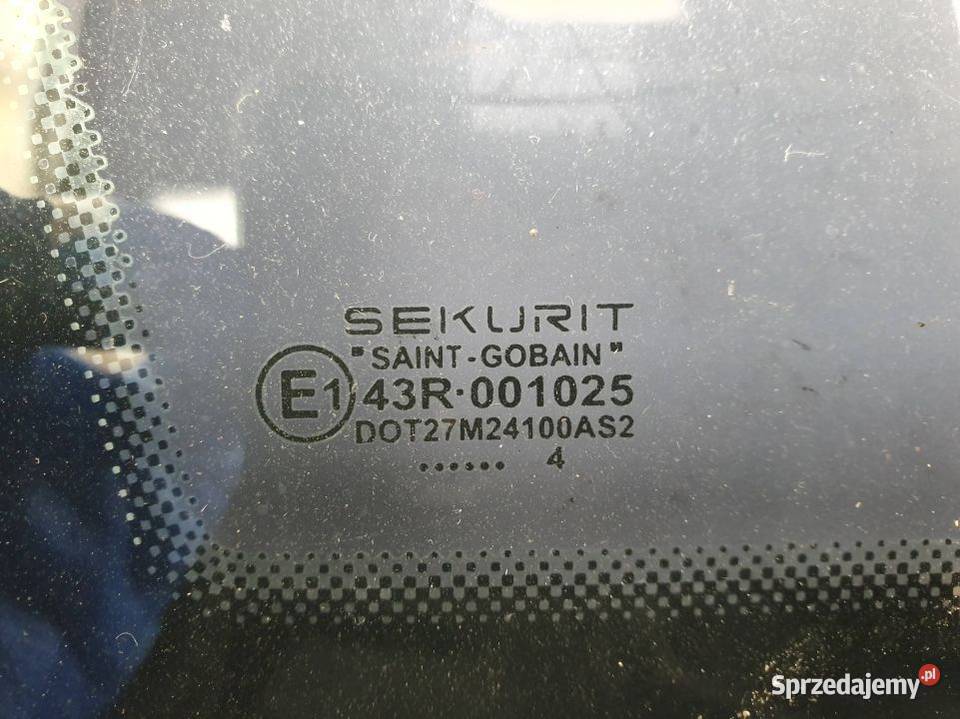 SEKURIT
"SAINT-GOBAIN"
E1 43R·001025
DOT27M24100AS2
...... 4
Sprzedajemy.pl